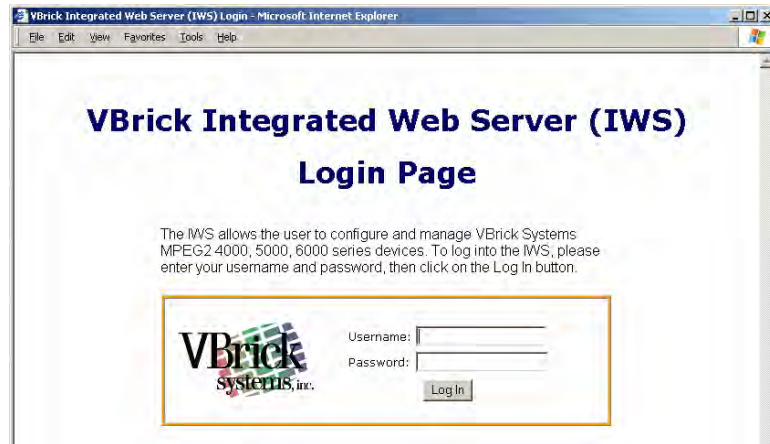 VBrick Integrated Web Server (IWS) Login - Microsoft Internet Explorer
File Edit View Favorites Tools Help
VBrick Integrated Web Server (IWS)
Login Page
The IWS allows the user to configure and manage VBrick Systems
MPEG2 4000, 5000, 6000 series devices. To log into the IWS, please
enter your username and password, then click on the Log In button.
VBrick
systems, inc.
Username:
Password:
Log In